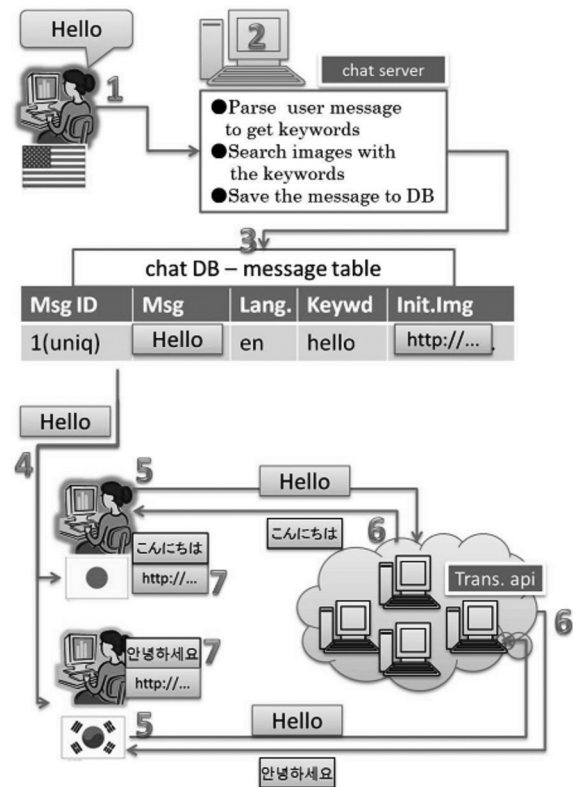 Hello
1
2
chat server
●Parse user message
to get keywords
●Search images with
the keywords
●Save the message to DB
3
chat DB – message table
Msg ID Msg Lang. Keywd Init.Img
1(uniq) Hello en hello http://... .
Hello
4
5
Hello
こんにちは
6
こんにちは
http://...
7
Trans. api
6
안녕하세요
http://...
7
5
Hello
안녕하세요